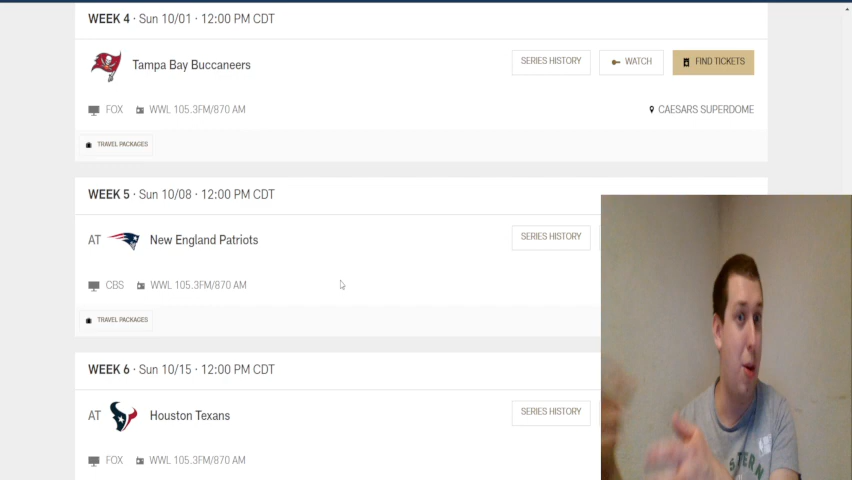 WEEK 4 · Sun 10/01 · 12:00 PM CDT
Tampa Bay Buccaneers
SERIES HISTORY
WATCH
FIND TICKETS
FOX WWL 105.3FM/870 AM
CAESARS SUPERDOME
TRAVEL PACKAGES
WEEK 5 · Sun 10/08 · 12:00 PM CDT
AT New England Patriots
SERIES HISTORY
CBS WWL 105.3FM/870 AM
TRAVEL PACKAGES
WEEK 6 · Sun 10/15 · 12:00 PM CDT
AT Houston Texans
SERIES HISTORY
FOX WWL 105.3FM/870 AM